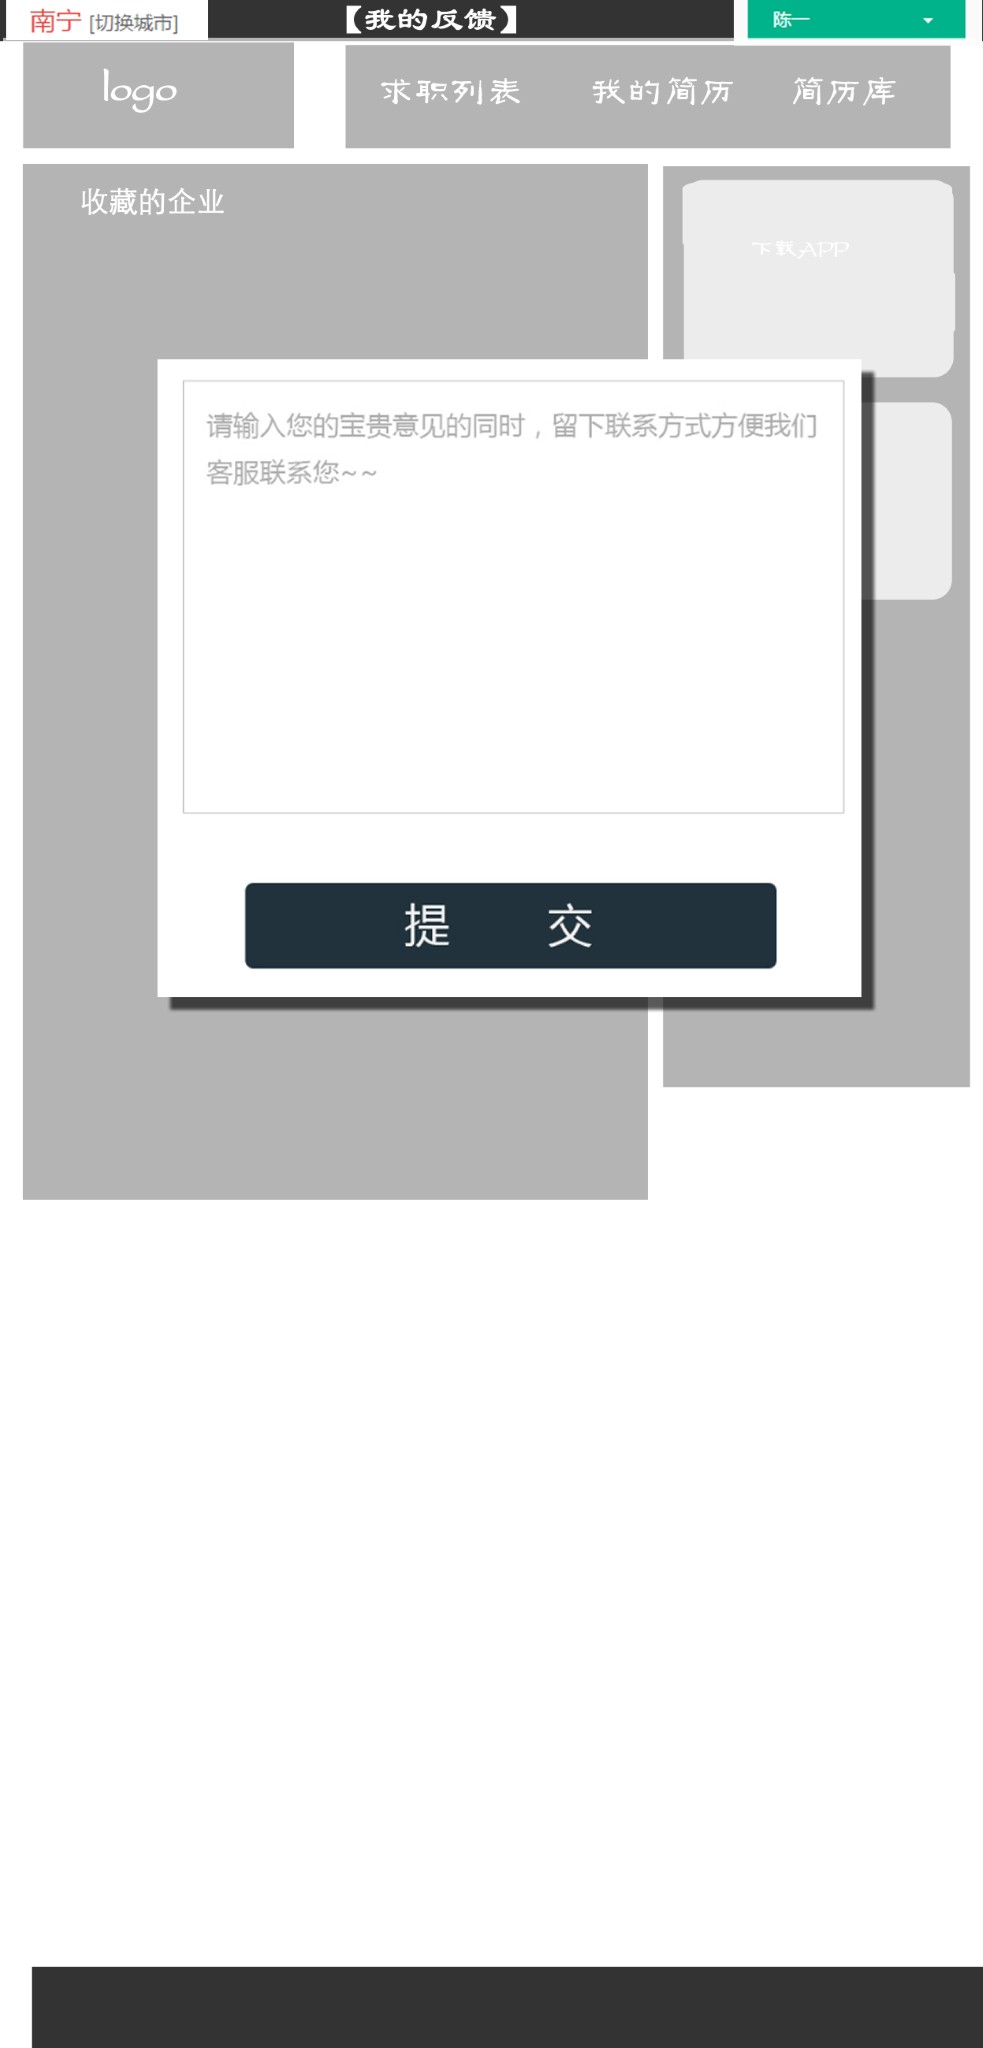 南宁 [切换城市]
【我的反馈】
陈一
logo
求职列表 我的简历 简历库
收藏的企业
下载APP
请输入您的宝贵意见的同时，留下联系方式方便我们
客服联系您~~
提 交